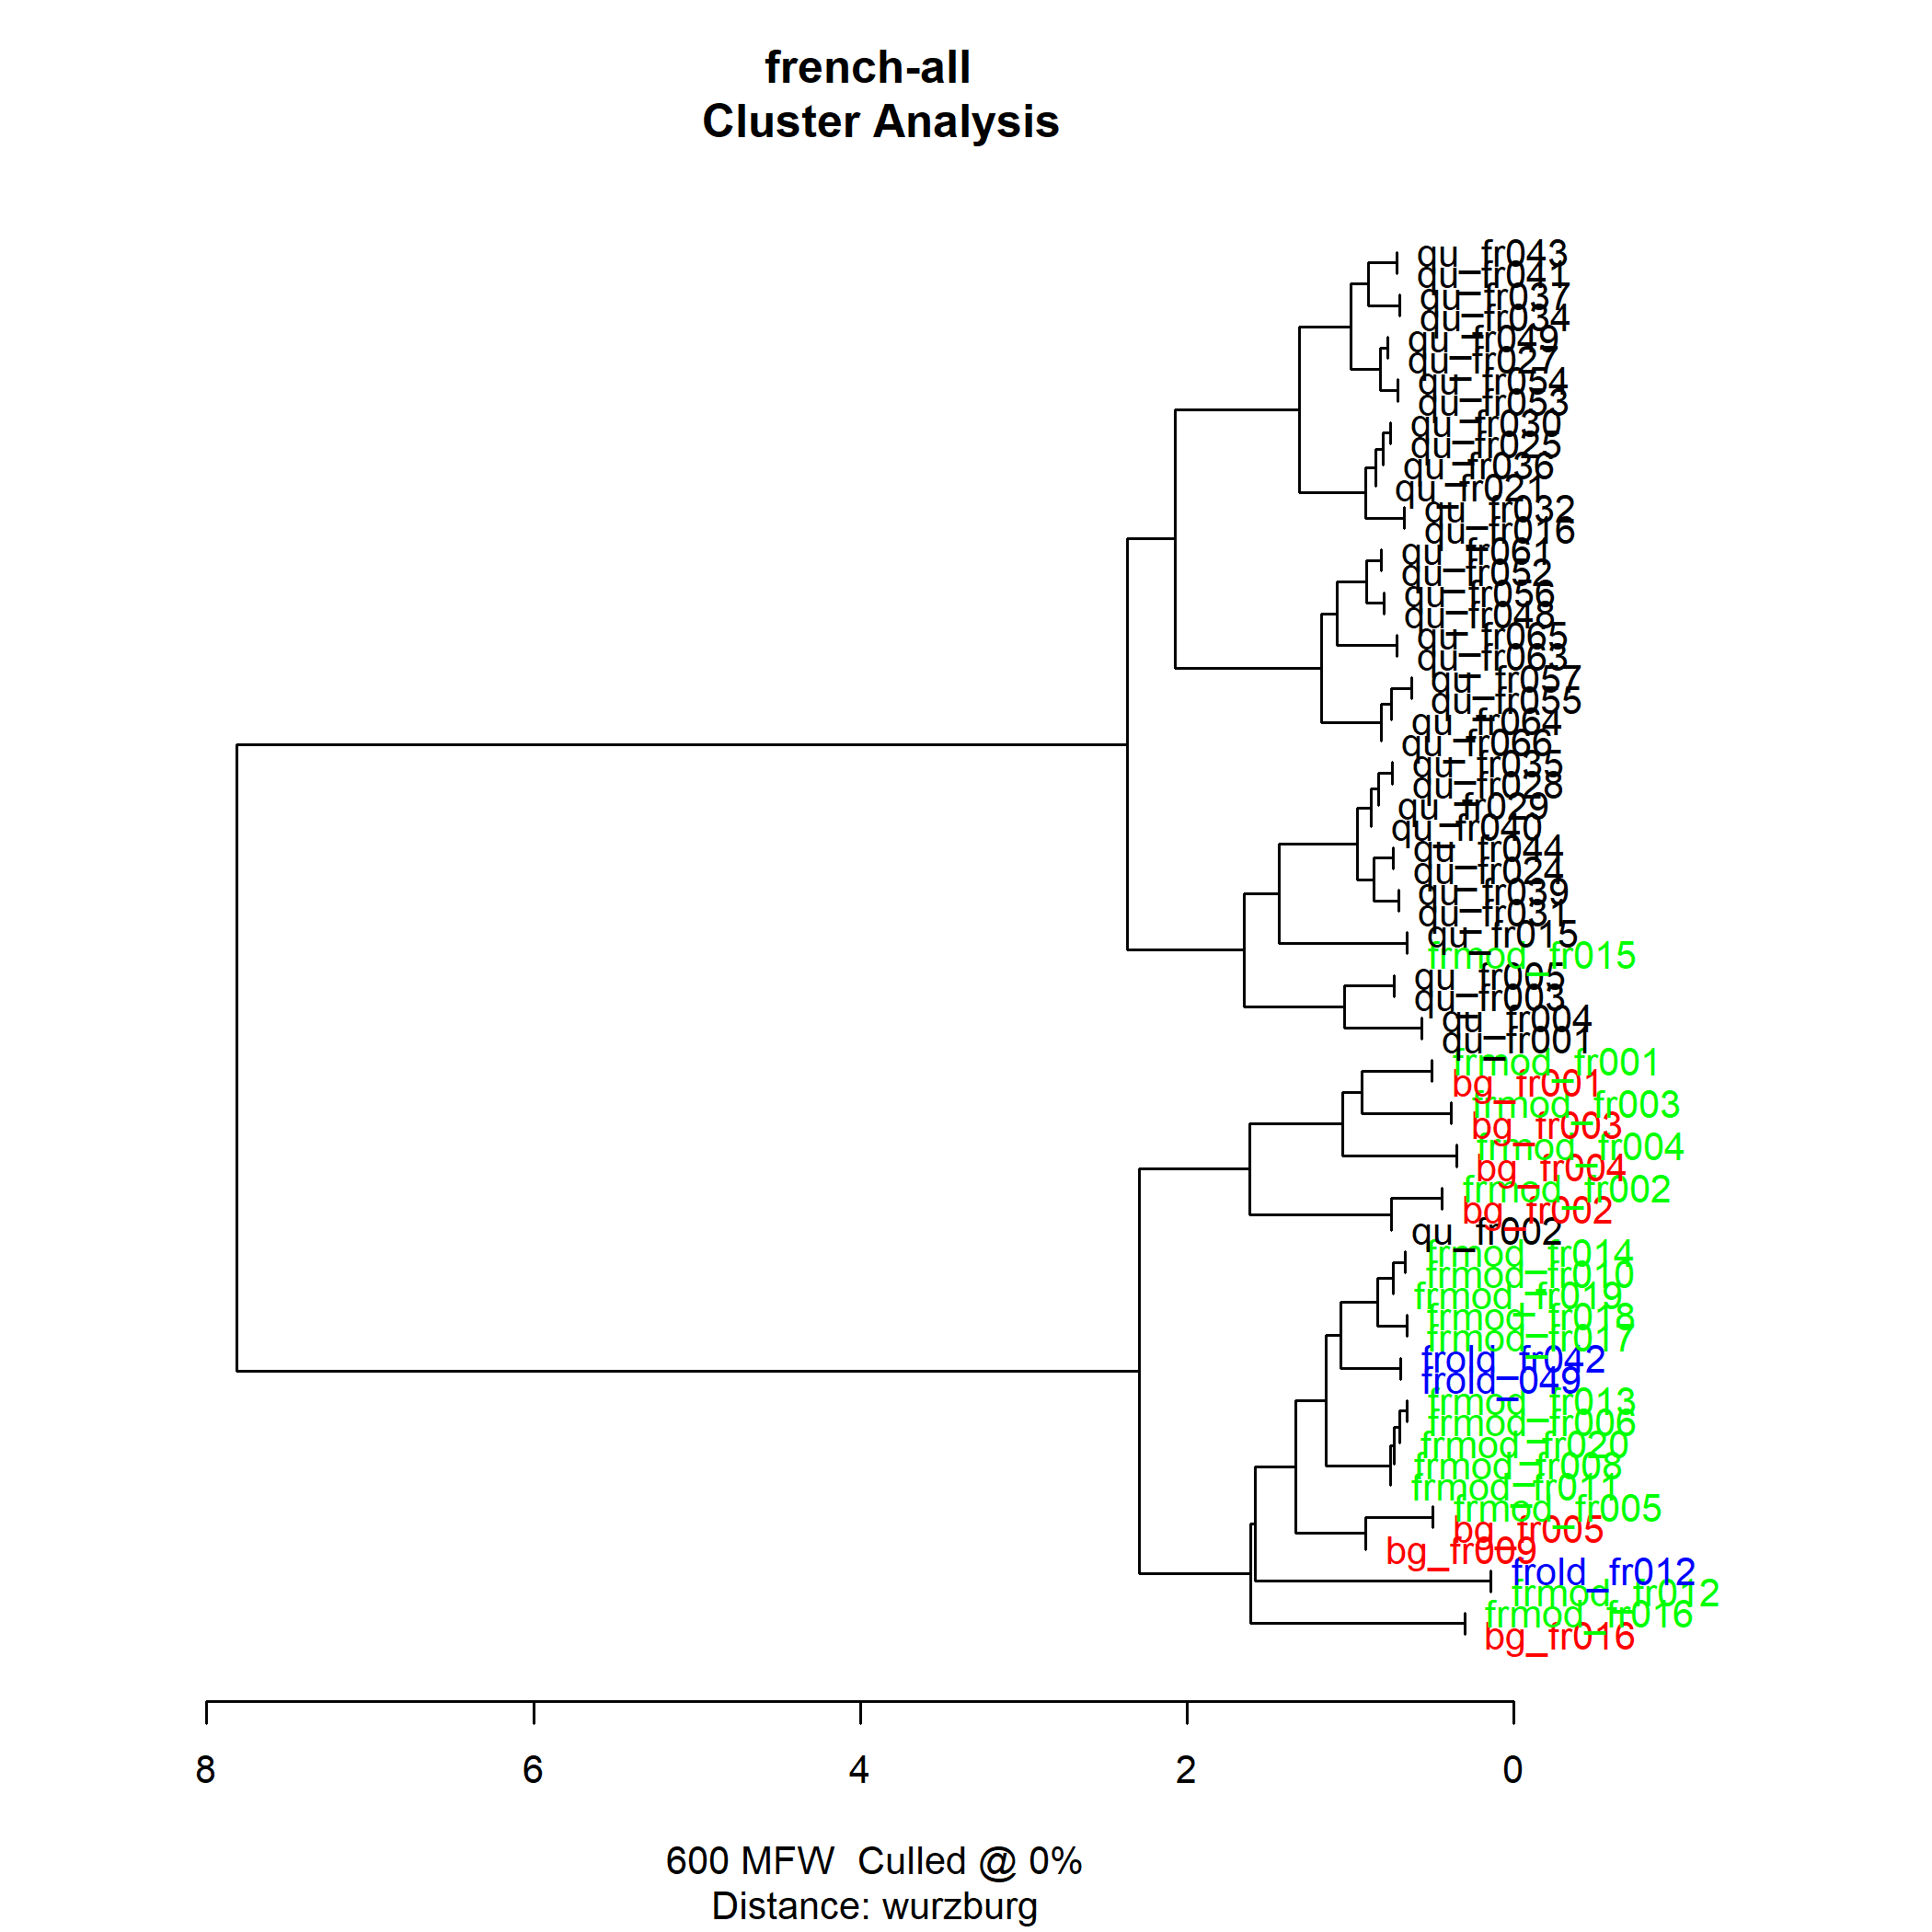 french-all
Cluster Analysis
qu_fr043
qu_fr041
qu_fr037
qu_fr034
qu_fr049
qu_fr027
qu_fr054
qu_fr053
qu_fr030
qu_fr025
qu_fr036
qu_fr021
qu_fr032
qu_fr016
qu_fr061
qu_fr052
qu_fr056
qu_fr048
qu_fr065
qu_fr063
qu_fr057
qu_fr055
qu_fr064
qu_fr066
qu_fr035
qu_fr028
qu_fr029
qu_fr040
qu_fr044
qu_fr024
qu_fr039
qu_fr031
qu_fr015
frmod_fr015
qu_fr005
qu_fr003
qu_fr004
qu_fr001
frmod_fr001
bg_fr001
frmod_fr003
bg_fr003
frmod_fr004
bg_fr004
frmod_fr002
bg_fr002
qu_fr002
frmod_fr014
frmod_fr010
frmod_fr019
frmod_fr018
frmod_fr017
frold_fr042
frold_049
frmod_fr013
frmod_fr006
frmod_fr020
frmod_fr008
frmod_fr011
frmod_fr005
bg_fr005
bg_fr009
frold_fr012
frmod_fr012
frmod_fr016
bg_fr016
8 6 4 2 0
600 MFW  Culled @ 0%
Distance: wurzburg